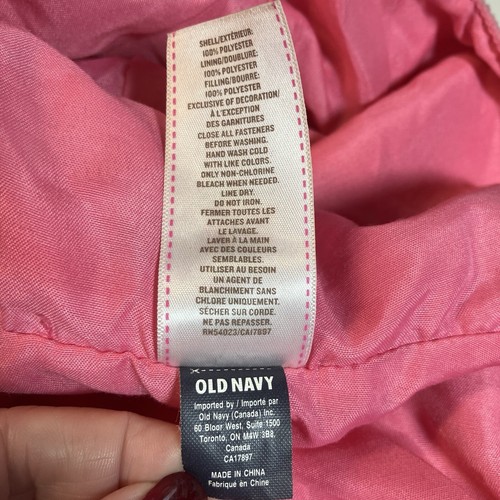 SHELL/EXTÉRIEUR:
100% POLYESTER
LINING/DOUBLURE:
100% POLYESTER
FILLING/BOURRE:
100% POLYESTER
EXCLUSIVE OF DECORATION/
À L'EXCEPTION
DES GARNITURES
CLOSE ALL FASTENERS
BEFORE WASHING.
HAND WASH COLD
WITH LIKE COLORS.
ONLY NON-CHLORINE
BLEACH WHEN NEEDED.
LINE DRY.
DO NOT IRON.
FERMER TOUTES LES
ATTACHES AVANT
LE LAVAGE.
LAVER À LA MAIN
AVEC DES COULEURS
SEMBLABLES.
UTILISER AU BESOIN
UN AGENT DE
BLANCHIMENT SANS
CHLORE UNIQUEMENT.
SÉCHER SUR CORDE.
NE PAS REPASSER.
RN54023/CA17897
OLD NAVY
Imported by / Importé par
Old Navy (Canada) Inc.
60 Bloor West, Suite 1500
Toronto, ON M4W 3B8,
Canada
CA17897
MADE IN CHINA
Fabriqué en Chine